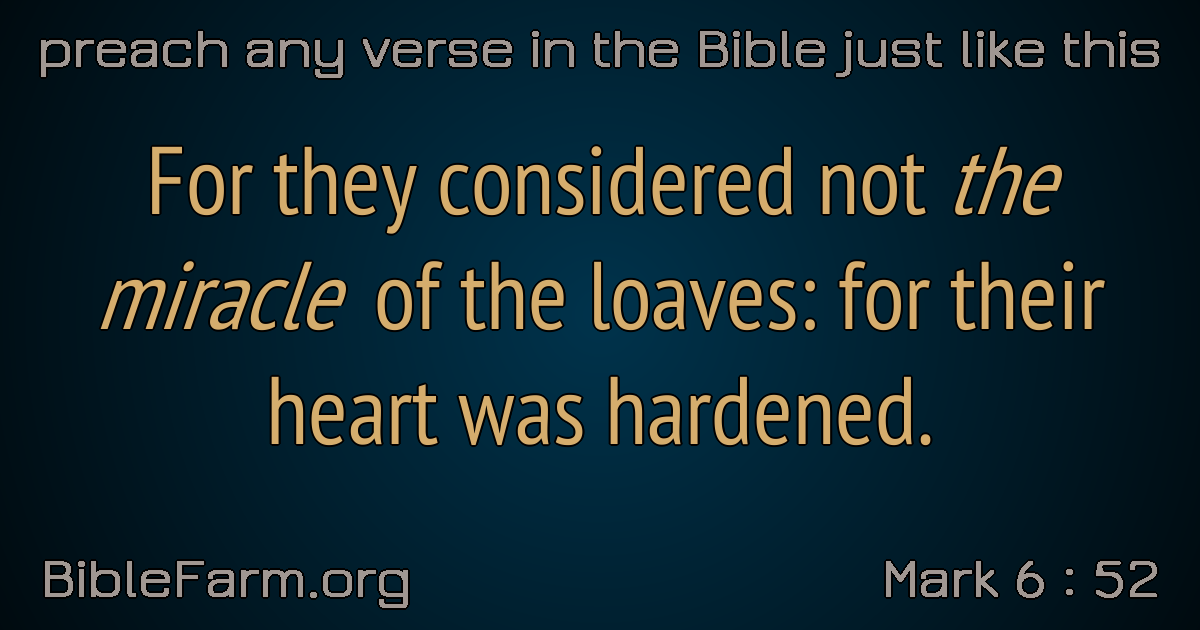 preach any verse in the Bible just like this
For they considered not the
miracle of the loaves: for their
heart was hardened.
BibleFarm.org
Mark 6 : 52